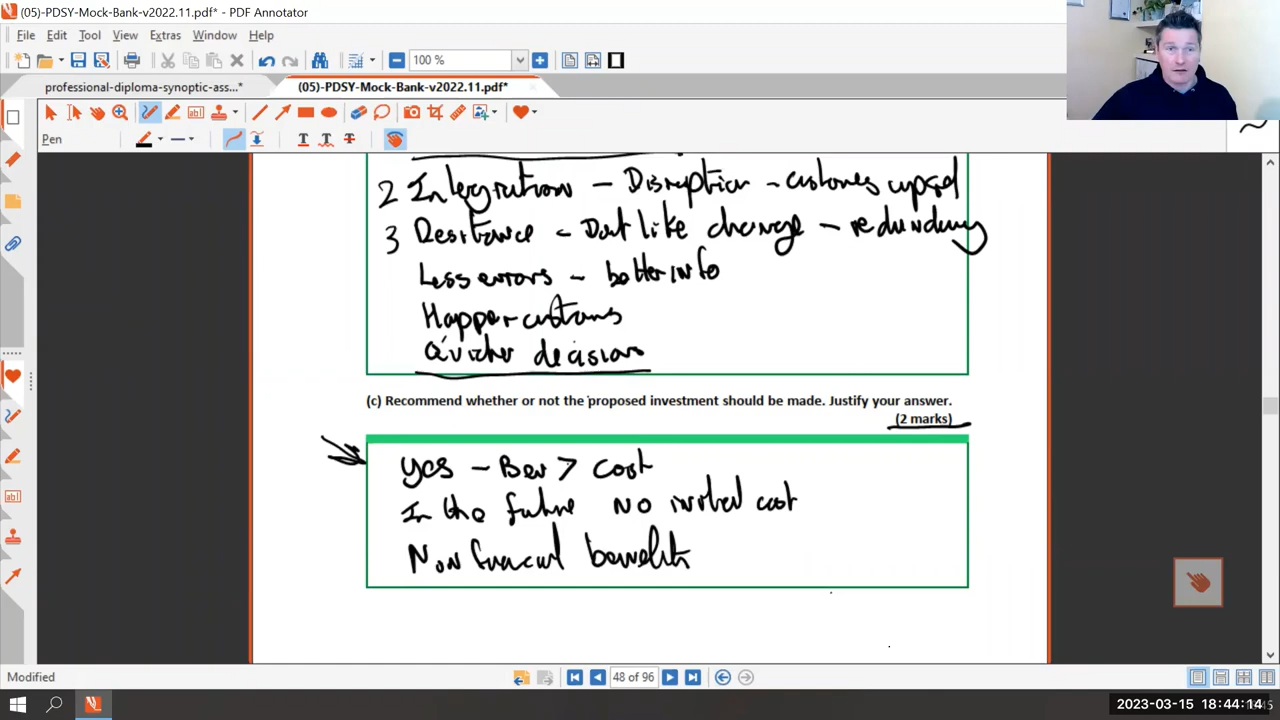 (05)-PDSY-Mock-Bank-v2022.11.pdf* - PDF Annotator
File Edit Tool View Extras Window Help
100 %
professional-diploma-synoptic-ass...* (05)-PDSY-Mock-Bank-v2022.11.pdf*
Pen
2 Integration - Disruption - customers upset
3 Resistance - Dont like change - redundancy
Less errors - better info
Happer customs
Quicker decisions
(c) Recommend whether or not the proposed investment should be made. Justify your answer.
(2 marks)
yes - Ben > cost
In the future No initial cost
Non financial benefits
Modified
48 of 96
2023-03-15 18:44:14